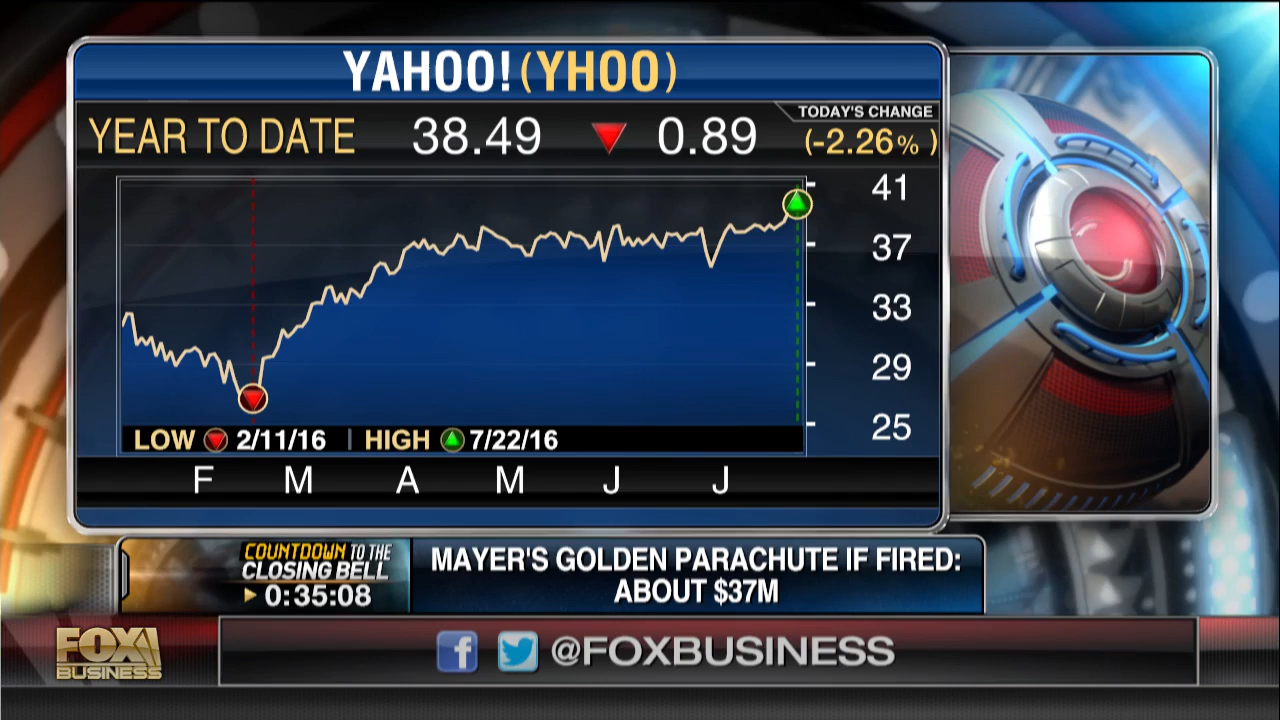 YAHOO! (YHOO)
TODAY'S CHANGE
YEAR TO DATE 38.49 0.89 (-2.26%)
41
37
33
29
25
LOW 2/11/16 | HIGH 7/22/16
F M A M J J
COUNTDOWN TO THE
CLOSING BELL
0:35:08
MAYER'S GOLDEN PARACHUTE IF FIRED:
ABOUT $37M
FOX
BUSINESS
f @FOXBUSINESS